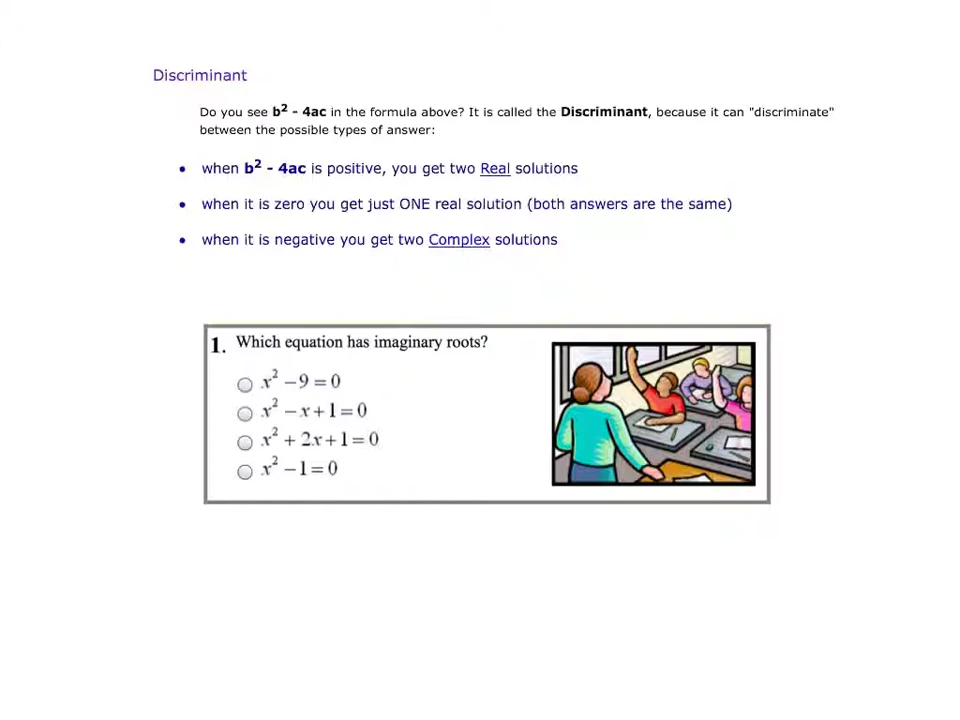 Discriminant
Do you see b² - 4ac in the formula above? It is called the Discriminant, because it can "discriminate"
between the possible types of answer:
• when b² - 4ac is positive, you get two Real solutions
• when it is zero you get just ONE real solution (both answers are the same)
• when it is negative you get two Complex solutions
1. Which equation has imaginary roots?
x² − 9 = 0
x² − x + 1 = 0
x² + 2x + 1 = 0
x² − 1 = 0